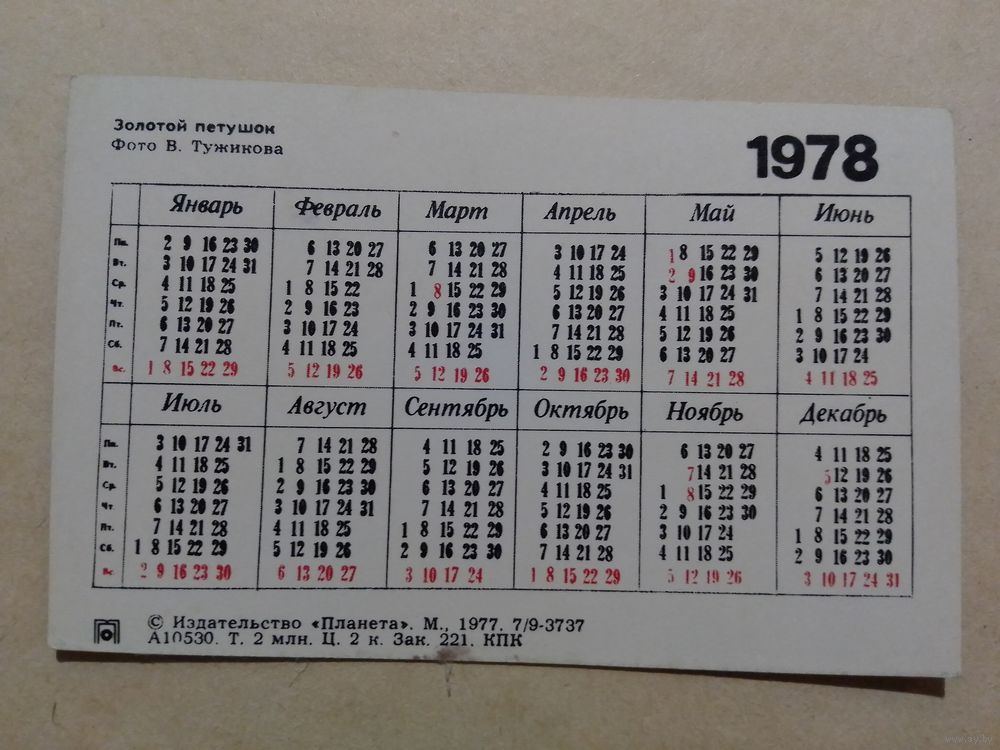 Золотой петушок
Фото В. Тужикова
1978
Январь Февраль Март Апрель Май Июнь
Пн. 2 9 16 23 30 6 13 20 27 6 13 20 27 3 10 17 24 1 8 15 22 29 5 12 19 26
Вт. 3 10 17 24 31 7 14 21 28 7 14 21 28 4 11 18 25 2 9 16 23 30 6 13 20 27
Ср. 4 11 18 25 1 8 15 22 1 8 15 22 29 5 12 19 26 3 10 17 24 31 7 14 21 28
Чт. 5 12 19 26 2 9 16 23 2 9 16 23 30 6 13 20 27 4 11 18 25 1 8 15 22 29
Пт. 6 13 20 27 3 10 17 24 3 10 17 24 31 7 14 21 28 5 12 19 26 2 9 16 23 30
Сб. 7 14 21 28 4 11 18 25 4 11 18 25 1 8 15 22 29 6 13 20 27 3 10 17 24
Вс. 1 8 15 22 29 5 12 19 26 5 12 19 26 2 9 16 23 30 7 14 21 28 4 11 18 25
Июль Август Сентябрь Октябрь Ноябрь Декабрь
Пн. 3 10 17 24 31 7 14 21 28 4 11 18 25 2 9 16 23 30 6 13 20 27 4 11 18 25
Вт. 4 11 18 25 1 8 15 22 29 5 12 19 26 3 10 17 24 31 7 14 21 28 5 12 19 26
Ср. 5 12 19 26 2 9 16 23 30 6 13 20 27 4 11 18 25 1 8 15 22 29 6 13 20 27
Чт. 6 13 20 27 3 10 17 24 31 7 14 21 28 5 12 19 26 2 9 16 23 30 7 14 21 28
Пт. 7 14 21 28 4 11 18 25 1 8 15 22 29 6 13 20 27 3 10 17 24 1 8 15 22 29
Сб. 1 8 15 22 29 5 12 19 26 2 9 16 23 30 7 14 21 28 4 11 18 25 2 9 16 23 30
Вс 2 9 16 23 30 6 13 20 27 3 10 17 24 1 8 15 22 29 5 12 19 26 3 10 17 24 31
© Издательство «Планета». М., 1977. 7/9-3737
А10530. Т. 2 млн. Ц. 2 к. Зак. 221. КПК
www.ay.by